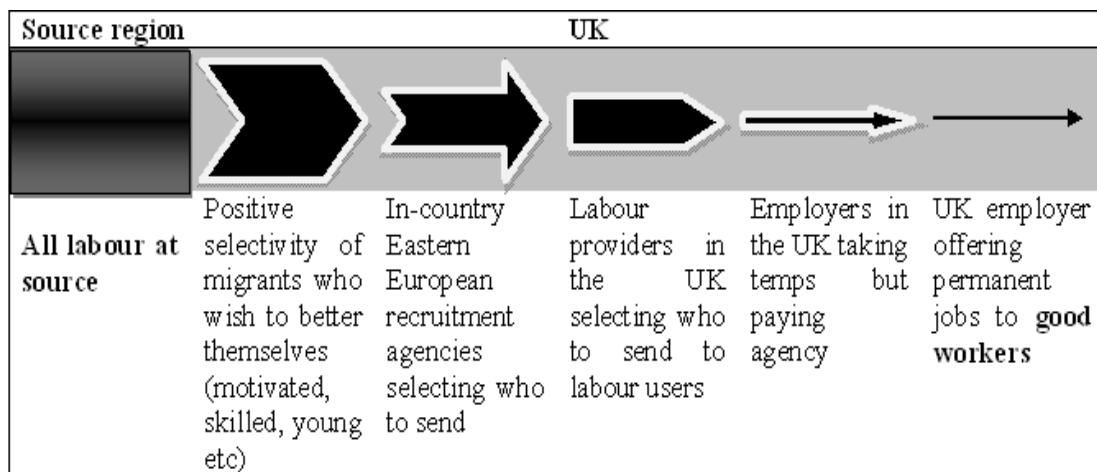 Source region
UK
All labour at
source
Positive
selectivity of
migrants who
wish to better
themselves
(motivated,
skilled, young
etc)
In-country
Eastern
European
recruitment
agencies
selecting who
to send
Labour
providers in
the UK
selecting who
to send to
labour users
Employers in
the UK taking
temps but
paying
agency
UK employer
offering
permanent
jobs to good
workers